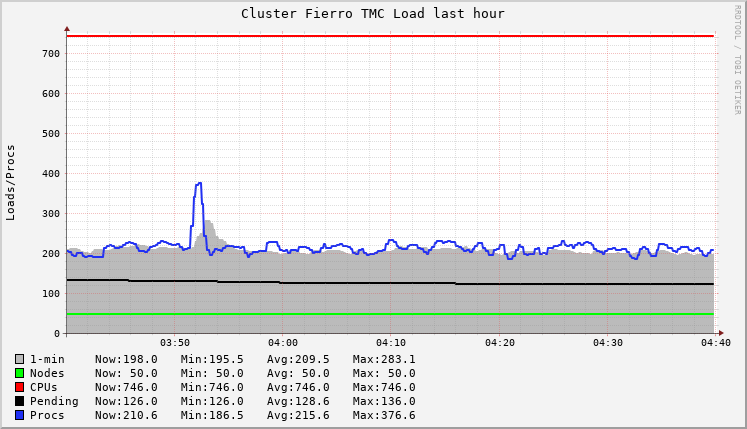 Cluster Fierro TMC Load last hour
RRDTOOL / TOBI OETIKER
Loads/Procs
700
600
500
400
300
200
100
0
03:50 04:00 04:10 04:20 04:30 04:40
1-min Now:198.0 Min:195.5 Avg:209.5 Max:283.1
Nodes Now: 50.0 Min: 50.0 Avg: 50.0 Max: 50.0
CPUs Now:746.0 Min:746.0 Avg:746.0 Max:746.0
Pending Now:126.0 Min:126.0 Avg:128.6 Max:136.0
Procs Now:210.6 Min:186.5 Avg:215.6 Max:376.6